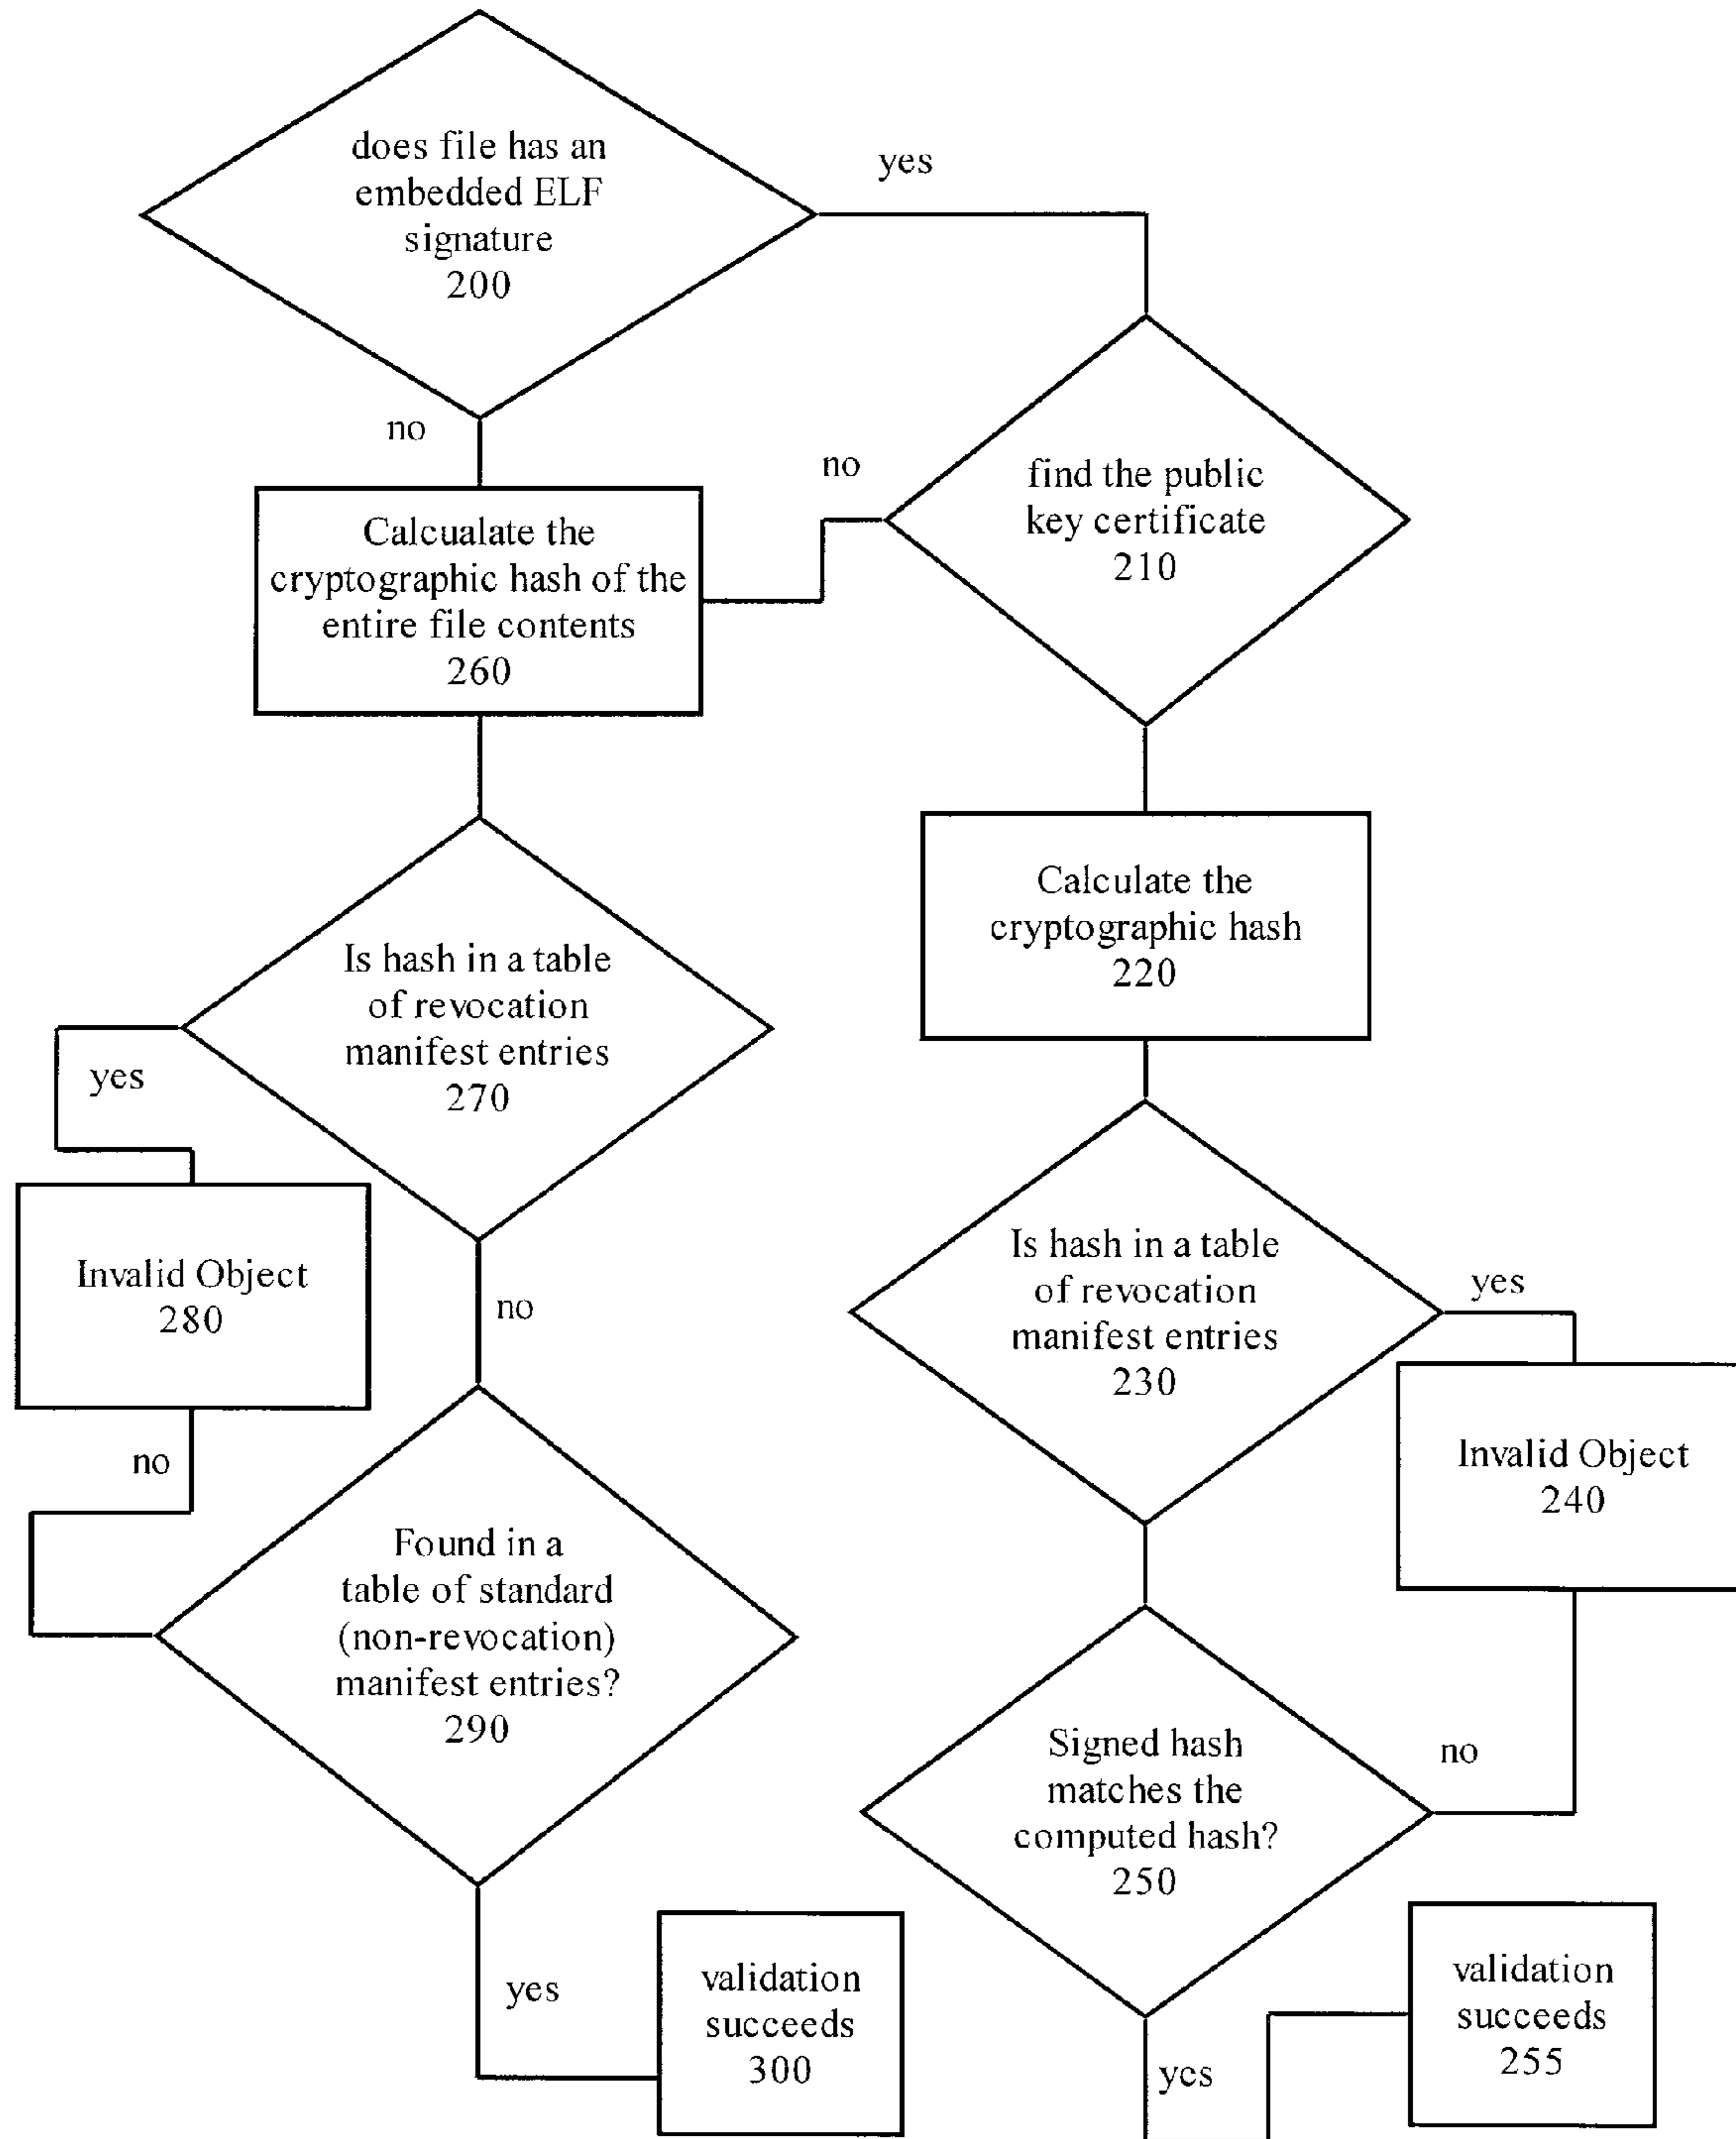 does file has an
embedded ELF
signature
200
yes
no
find the public
key certificate
210
no
Calcualate the
cryptographic hash of the
entire file contents
260
Calculate the
cryptographic hash
220
Is hash in a table
of revocation
manifest entries
270
yes
no
Invalid Object
280
no
Is hash in a table
of revocation
manifest entries
230
yes
Invalid Object
240
Found in a
table of standard
(non-revocation)
manifest entries?
290
yes
validation
succeeds
300
Signed hash
matches the
computed hash?
250
no
yes
validation
succeeds
255